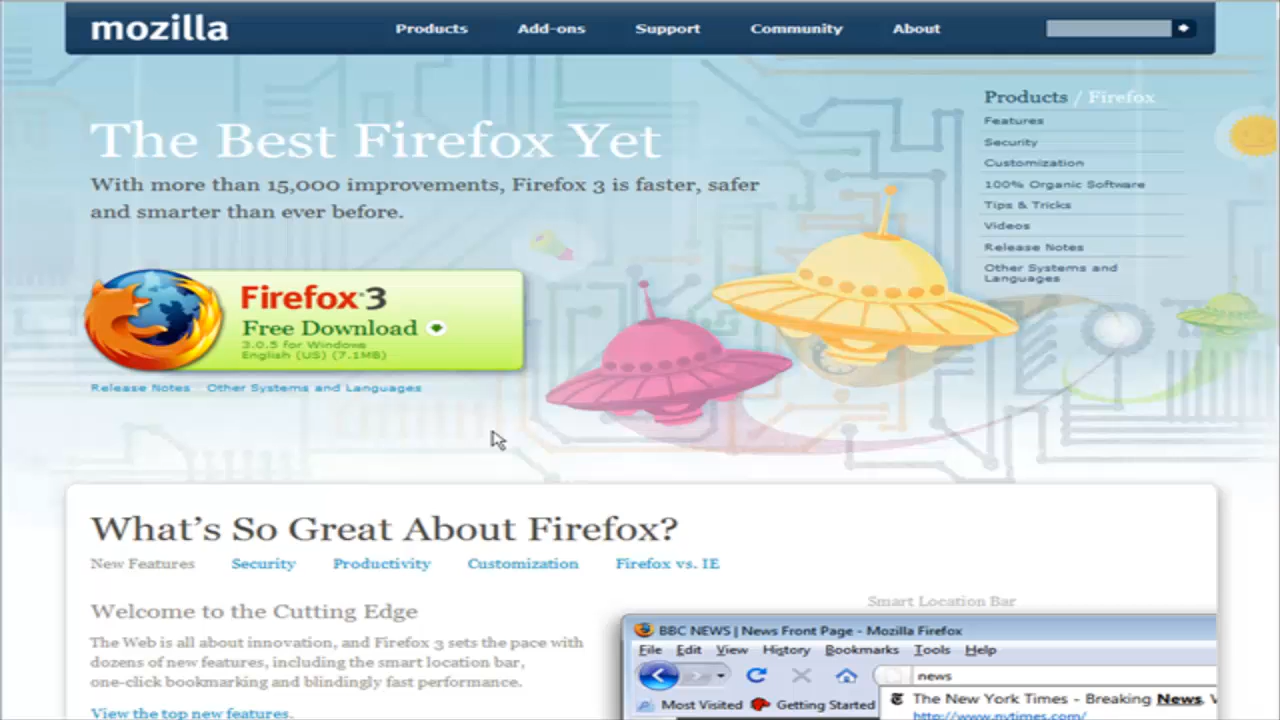 mozilla
Products
Add-ons
Support
Community
About
Products / Firefox
Features
Security
Customization
100% Organic Software
Tips & Tricks
Videos
Release Notes
Other Systems and
Languages
The Best Firefox Yet
With more than 15,000 improvements, Firefox 3 is faster, safer
and smarter than ever before.
Firefox 3
Free Download
3.0.5 for Windows
English (US) (7.1MB)
Release Notes Other Systems and Languages
What's So Great About Firefox?
New Features Security Productivity Customization Firefox vs. IE
Welcome to the Cutting Edge
The Web is all about innovation, and Firefox 3 sets the pace with
dozens of new features, including the smart location bar,
one-click bookmarking and blindingly fast performance.
View the top new features.
Smart Location Bar
BBC NEWS | News Front Page - Mozilla Firefox
File Edit View History Bookmarks Tools Help
news
Most Visited Getting Started
The New York Times - Breaking News.
http://www.nytimes.com/